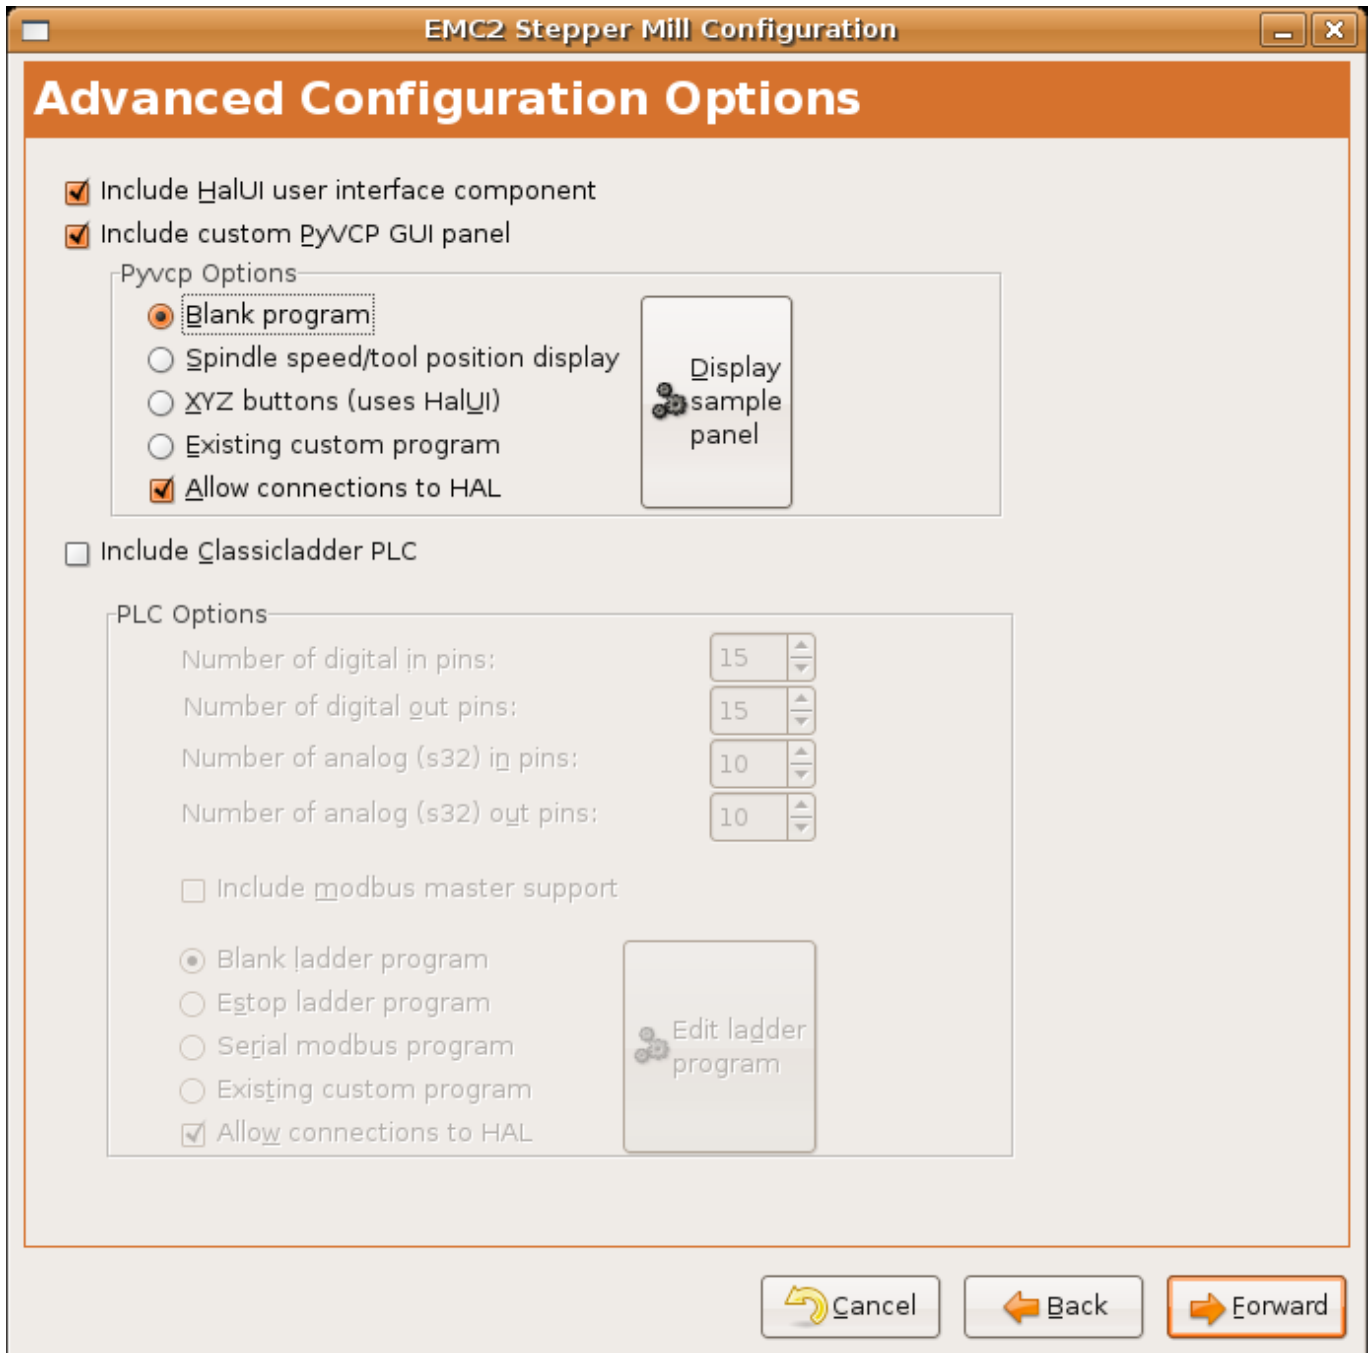 EMC2 Stepper Mill Configuration
Advanced Configuration Options
Include HalUI user interface component
Include custom PyVCP GUI panel
Pyvcp Options
Blank program
Spindle speed/tool position display
XYZ buttons (uses HalUI)
Existing custom program
Allow connections to HAL
Display
sample
panel
Include Classicladder PLC
PLC Options
Number of digital in pins:
15
Number of digital out pins:
15
Number of analog (s32) in pins:
10
Number of analog (s32) out pins:
10
Include modbus master support
Blank ladder program
Estop ladder program
Serial modbus program
Existing custom program
Allow connections to HAL
Edit ladder
program
Cancel
Back
Forward